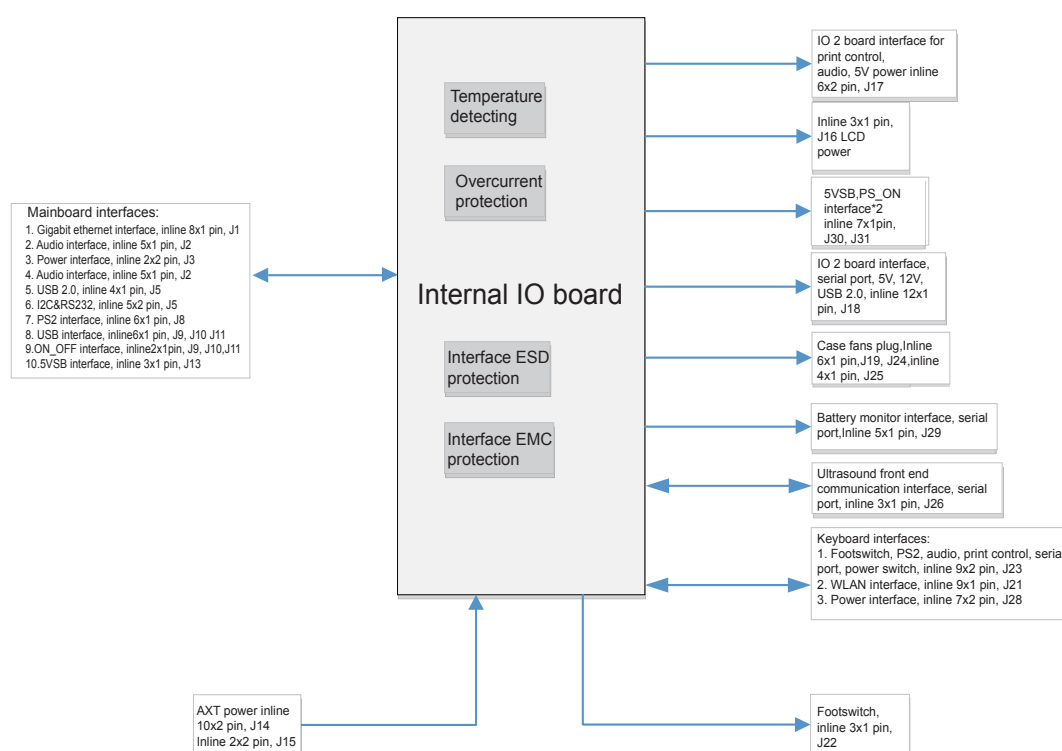 Mainboard interfaces:
1. Gigabit ethernet interface, inline 8x1 pin, J1
2. Audio interface, inline 5x1 pin, J2
3. Power interface, inline 2x2 pin, J3
4. Audio interface, inline 5x1 pin, J2
5. USB 2.0, inline 4x1 pin, J5
6. I2C&RS232, inline 5x2 pin, J5
7. PS2 interface, inline 6x1 pin, J8
8. USB interface, inline6x1 pin, J9, J10 J11
9.ON_OFF interface, inline2x1pin, J9, J10,J11
10.5VSB interface, inline 3x1 pin, J13
Temperature
detecting
Overcurrent
protection
Internal IO board
Interface ESD
protection
Interface EMC
protection
IO 2 board interface for
print control,
audio, 5V power inline
6x2 pin, J17
Inline 3x1 pin,
J16 LCD
power
5VSB,PS_ON
interface*2
inline 7x1pin,
J30, J31
IO 2 board interface,
serial port, 5V, 12V,
USB 2.0, inline 12x1
pin, J18
Case fans plug,Inline
6x1 pin,J19, J24,inline
4x1 pin, J25
Battery monitor interface, serial
port,Inline 5x1 pin, J29
Ultrasound front end
communication interface, serial
port, inline 3x1 pin, J26
Keyboard interfaces:
1. Footswitch, PS2, audio, print control, seria
port, power switch, inline 9x2 pin, J23
2. WLAN interface, inline 9x1 pin, J21
3. Power interface, inline 7x2 pin, J28
AXT power inline
10x2 pin, J14
Inline 2x2 pin, J15
Footswitch,
inline 3x1 pin,
J22